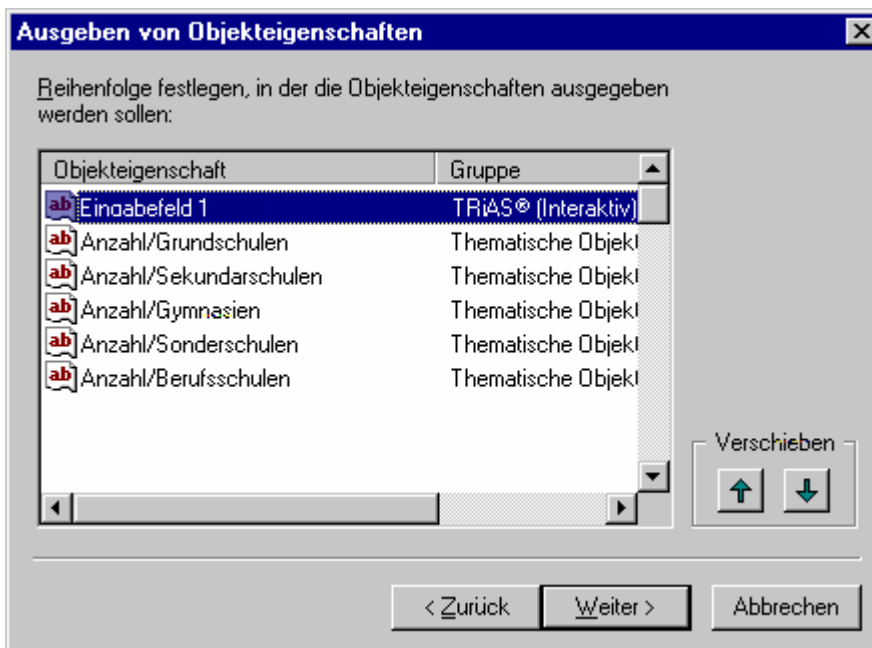 Ausgeben von Objekteigenschaften
Reihenfolge festlegen, in der die Objekteigenschaften ausgegeben
werden sollen:
Objekteigenschaft Gruppe
ab Eingabefeld 1 TRiAS® (Interaktiv)
ab Anzahl/Grundschulen Thematische Objekt
ab Anzahl/Sekundarschulen Thematische Objekt
ab Anzahl/Gymnasien Thematische Objekt
ab Anzahl/Sonderschulen Thematische Objekt
ab Anzahl/Berufsschulen Thematische Objekt
Verschieben
< Zurück Weiter > Abbrechen